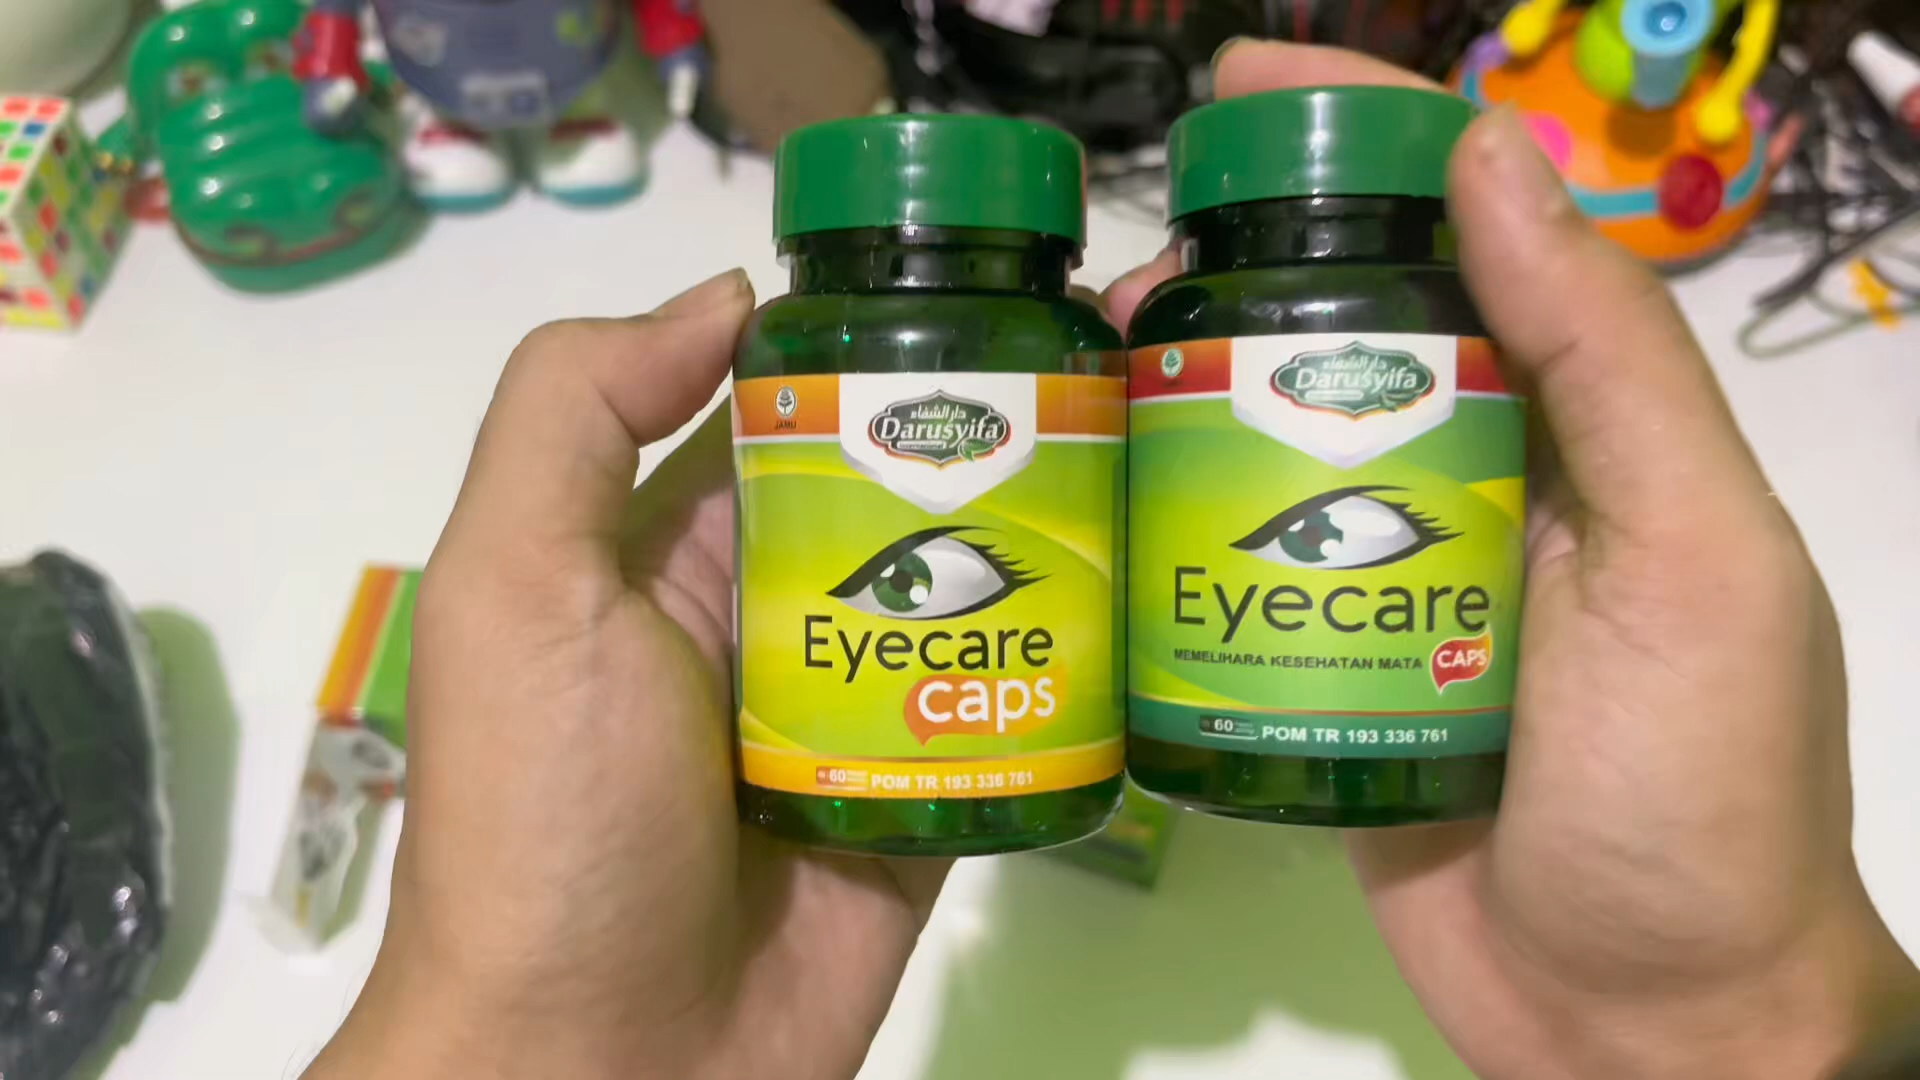 JAMU
دار الشفاء
Darusyifa
Eyecare
caps
60
POM TR 193 336 761
دار الشفاء
Darusyifa
Eyecare
MEMELIHARA KESEHATAN MATA
CAPS
60
POM TR 193 336 761